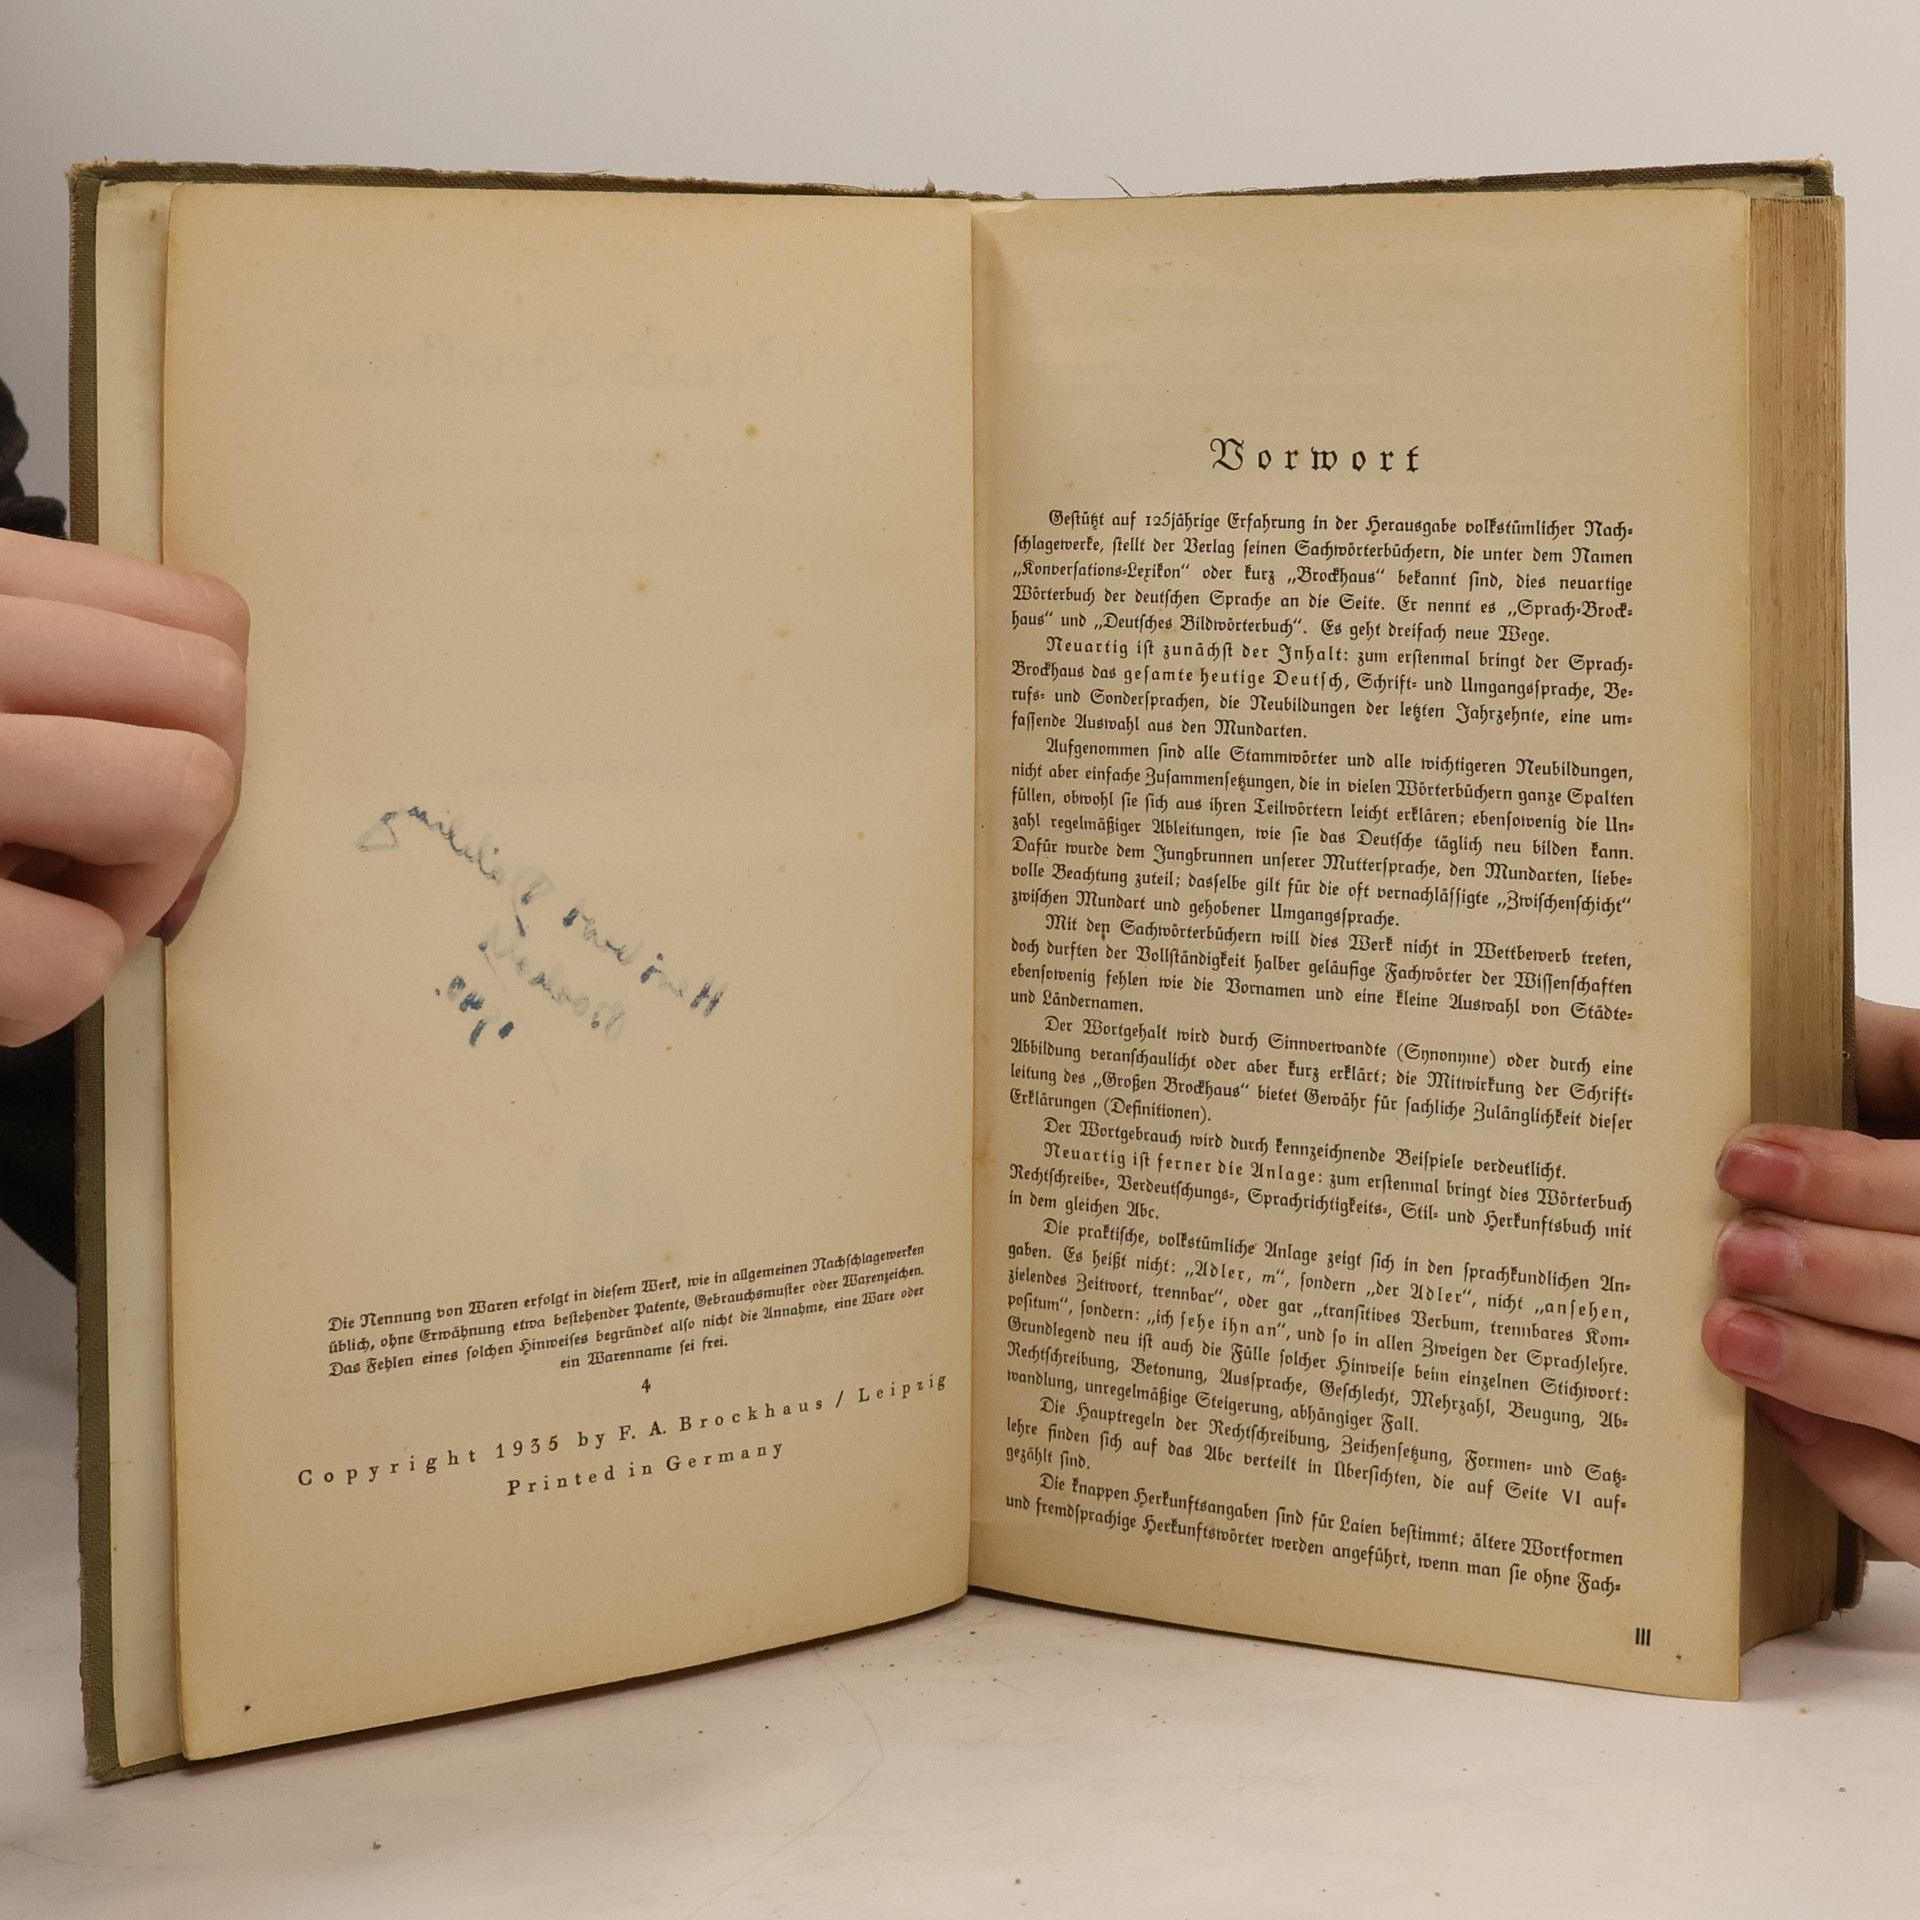 Die Nennung von Waren erfolgt in diesem Werk, wie in allgemeinen Nachschlagewerken
üblich, ohne Erwähnung etwa bestehender Patente, Gebrauchsmuster oder Warenzeichen.
Das Fehlen eines solchen Hinweises begründet also nicht die Annahme, eine Ware oder
ein Warenname sei frei.
4
Copyright 1935 by F. A. Brockhaus / Leipzig
Printed in Germany
Vorwort
Gestützt auf 125jährige Erfahrung in der Herausgabe volkstümlicher Nach-
schlagewerke, stellt der Verlag seinen Sachwörterbüchern, die unter dem Namen
„Konversations-Lexikon“ oder kurz „Brockhaus“ bekannt sind, dies neuartige
Wörterbuch der deutschen Sprache an die Seite. Er nennt es „Sprach-Brock-
haus“ und „Deutsches Bildwörterbuch“. Es geht dreifach neue Wege.
Neuartig ist zunächst der Inhalt: zum erstenmal bringt der Sprach-
Brockhaus das gesamte heutige Deutsch, Schrift- und Umgangssprache, Be-
rufs- und Sondersprachen, die Neubildungen der letzten Jahrzehnte, eine um-
fassende Auswahl aus den Mundarten.
Aufgenommen sind alle Stammwörter und alle wichtigeren Neubildungen,
nicht aber einfache Zusammensetzungen, die in vielen Wörterbüchern ganze Spalten
füllen, obwohl sie sich aus ihren Teilwörtern leicht erklären; ebensowenig die Un-
zahl regelmäßiger Ableitungen, wie sie das Deutsche täglich neu bilden kann.
Dafür wurde dem Jungbrunnen unserer Muttersprache, den Mundarten, liebe-
volle Beachtung zuteil; dasselbe gilt für die oft vernachlässigte „Zwischenschicht“
zwischen Mundart und gehobener Umgangssprache.
Mit den Sachwörterbüchern will dies Werk nicht in Wettbewerb treten,
doch durften der Vollständigkeit halber geläufige Fachwörter der Wissenschaften
ebensowenig fehlen wie die Vornamen und eine kleine Auswahl von Städte-
und Ländernamen.
Der Wortgehalt wird durch Sinnverwandte (Synonyme) oder durch eine
Abbildung veranschaulicht oder aber kurz erklärt; die Mitwirkung der Schrift-
leitung des „Großen Brockhaus“ bietet Gewähr für sachliche Zulänglichkeit dieser
Erklärungen (Definitionen).
Der Wortgebrauch wird durch kennzeichnende Beispiele verdeutlicht.
Neuartig ist ferner die Anlage: zum erstenmal bringt dies Wörterbuch
Rechtschreibe-, Verdeutschungs-, Sprachrichtigkeits-, Stil- und Herkunftsbuch mit
in dem gleichen Abc.
Die praktische, volkstümliche Anlage zeigt sich in den sprachkundlichen An-
gaben. Es heißt nicht: „Adler, m“, sondern „der Adler“, nicht „ansehen,
zielendes Zeitwort, trennbar“, oder gar „transitives Verbum, trennbares Kom-
positum“, sondern: „ich sehe ihn an“, und so in allen Zweigen der Sprachlehre.
Grundlegend neu ist auch die Fülle solcher Hinweise beim einzelnen Stichwort:
Rechtschreibung, Betonung, Aussprache, Geschlecht, Mehrzahl, Beugung, Ab-
wandlung, unregelmäßige Steigerung, abhängiger Fall.
Die Hauptregeln der Rechtschreibung, Zeichensetzung, Formen- und Satz-
lehre finden sich auf das Abc verteilt in Übersichten, die auf Seite VI auf-
gezählt sind.
Die knappen Herkunftsangaben sind für Laien bestimmt; ältere Wortformen
und fremdsprachige Herkunftswörter werden angeführt, wenn man sie ohne Fach-
III